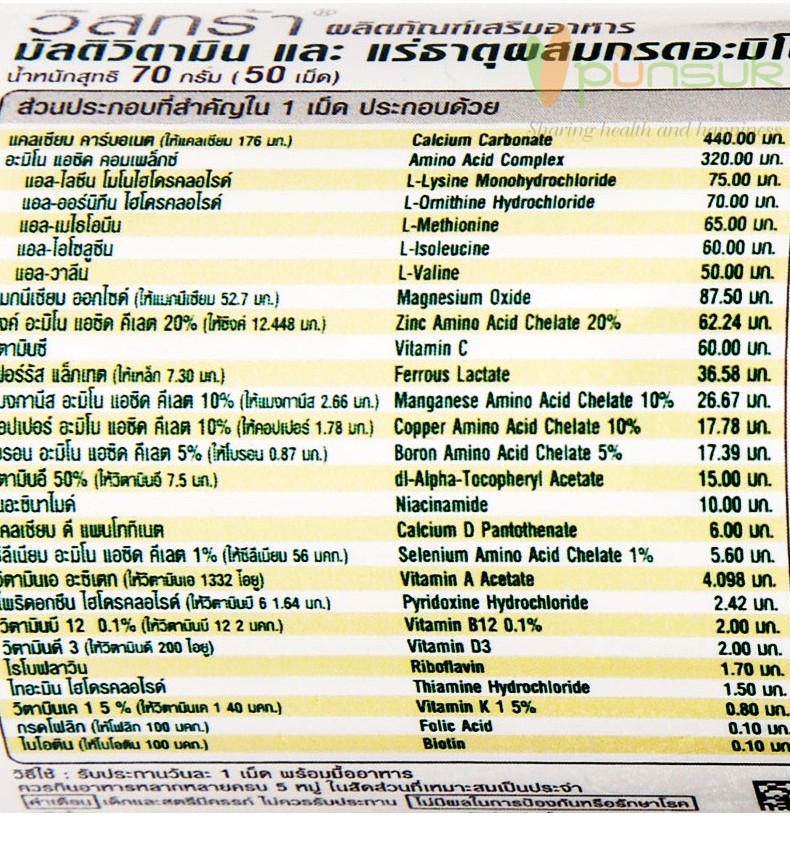 วิสทร้า® ผลิตภัณฑ์เสริมอาหาร
มัลติวิตามิน และ แร่ธาตุผสมกรดอะมิโ
น้ำหนักสุทธิ 70 กรัม ( 50 เม็ด)
punsur
Sharing health and happiness
ส่วนประกอบที่สำคัญใน 1 เม็ด ประกอบด้วย
แคลเซียม คาร์บอเนต (ให้แคลเซียม 176 มก.) Calcium Carbonate 440.00 มก.
อะมิโน แอซิด คอมเพล็กซ์ Amino Acid Complex 320.00 มก.
แอล-ไลซีน โมโนไฮโดรคลอไรด์ L-Lysine Monohydrochloride 75.00 มก.
แอล-ออร์นิทีน ไฮโดรคลอไรด์ L-Ornithine Hydrochloride 70.00 มก.
แอล-เมไธโอนีน L-Methionine 65.00 มก.
แอล-ไอโซลูซีน L-Isoleucine 60.00 มก.
แอล-วาลีน L-Valine 50.00 มก.
มกนีเซียม ออกไซด์ (ให้แมกนีเซียม 52.7 มก.) Magnesium Oxide 87.50 มก.
งค์ อะมิโน แอซิด คีเลต 20% (ให้ซิงค์ 12.448 มก.) Zinc Amino Acid Chelate 20% 62.24 มก.
ตามินซี Vitamin C 60.00 มก.
ฟอร์รัส แล็กเทต (ให้เหล็ก 7.30 มก.) Ferrous Lactate 36.58 มก.
มงกานีส อะมิโน แอซิด คีเลต 10% (ให้แมงกานีส 2.66 มก.) Manganese Amino Acid Chelate 10% 26.67 มก.
อปเปอร์ อะมิโน แอซิด คีเลต 10% (ให้คอปเปอร์ 1.78 มก.) Copper Amino Acid Chelate 10% 17.78 มก.
บรอน อะมิโน แอซิด คีเลต 5% (ให้โบรอน 0.87 มก.) Boron Amino Acid Chelate 5% 17.39 มก.
ตามินอี 50% (ให้วิตามินอี 7.5 มก.) dl-Alpha-Tocopheryl Acetate 15.00 มก.
นอะซินาไมด์ Niacinamide 10.00 มก.
คลเซียม ดี แพนโททิเนต Calcium D Pantothenate 6.00 มก.
ซีลีเนียม อะมิโน แอซิด คีเลต 1% (ให้ซีลีเนียม 56 มคก.) Selenium Amino Acid Chelate 1% 5.60 มก.
วิตามินเอ อะซิเตท (ให้วิตามินเอ 1332 ไอยู) Vitamin A Acetate 4.098 มก.
ไพริดอกซีน ไฮโดรคลอไรด์ (ให้วิตามินบี 6 1.64 มก.) Pyridoxine Hydrochloride 2.42 มก.
วิตามินบี 12 0.1% (ให้วิตามินบี 12 2 มคก.) Vitamin B12 0.1% 2.00 มก.
วิตามินดี 3 (ให้วิตามินดี 200 ไอยู) Vitamin D3 2.00 มก.
ไรโบฟลาวิน Riboflavin 1.70 มก.
ไทอะมิน ไฮโดรคลอไรด์ Thiamine Hydrochloride 1.50 มก.
วิตามินเค 1 5 % (ให้วิตามินเค 1 40 มคก.) Vitamin K 1 5% 0.80 มก.
กรดโฟลิก (ให้โฟลิก 100 มคก.) Folic Acid 0.10 มก.
ไบโอติน (ให้ไบโอติน 100 มคก.) Biotin 0.10 มก
วิธีใช้ : รับประทานวันละ 1 เม็ด พร้อมมื้ออาหาร
ควรกินอาหารหลากหลายครบ 5 หมู่ ในสัดส่วนที่เหมาะสมเป็นประจำ
คำเตือน เด็กและสตรีมีครรภ์ ไม่ควรรับประทาน ไม่มีผลในการป้องกันหรือรักษาโรค